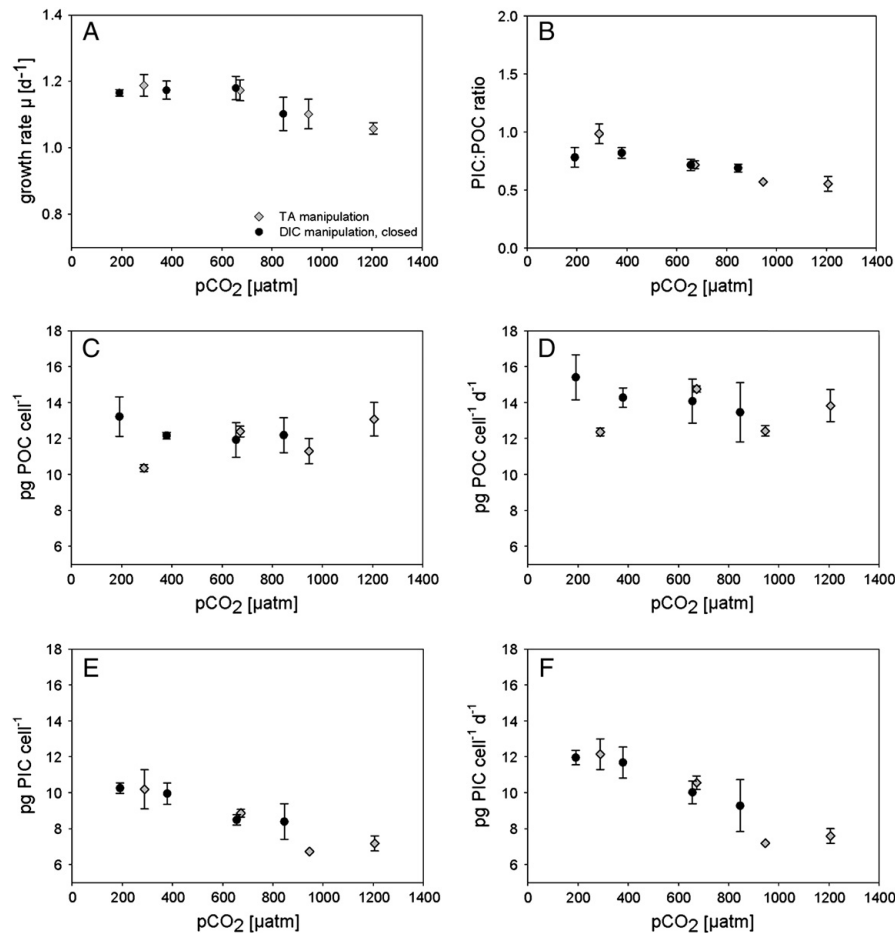 A
growth rate µ [d⁻¹]
1.4
1.2
1.0
0.8
TA manipulation
DIC manipulation, closed
0 200 400 600 800 1000 1200 1400
pCO₂ [µatm]
B
PIC:POC ratio
2.0
1.5
1.0
0.5
0.0
0 200 400 600 800 1000 1200 1400
pCO₂ [µatm]
C
pg POC cell⁻¹
18
16
14
12
10
8
6
0 200 400 600 800 1000 1200 1400
pCO₂ [µatm]
D
pg POC cell⁻¹ d⁻¹
18
16
14
12
10
8
6
0 200 400 600 800 1000 1200 1400
pCO₂ [µatm]
E
pg PIC cell⁻¹
18
16
14
12
10
8
6
0 200 400 600 800 1000 1200 1400
pCO₂ [µatm]
F
pg PIC cell⁻¹ d⁻¹
18
16
14
12
10
8
6
0 200 400 600 800 1000 1200 1400
pCO₂ [µatm]